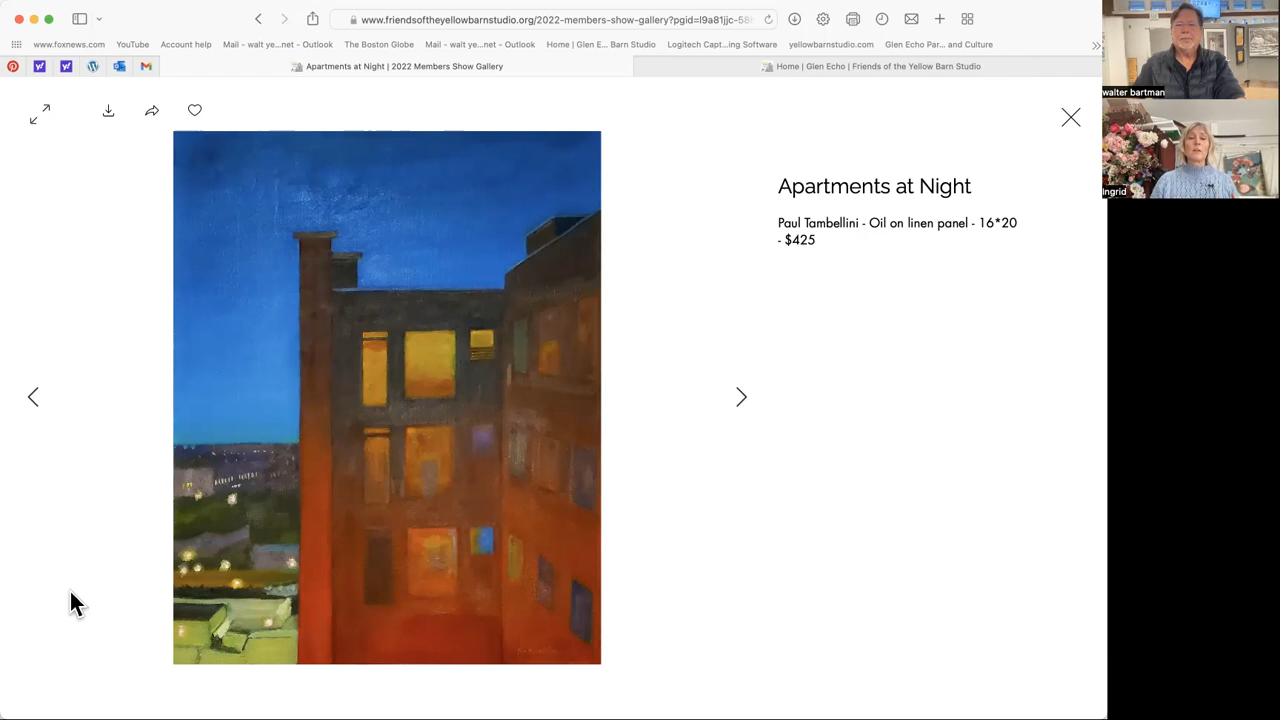 www.friendsoftheyellowbarnstudio.org/2022-members-show-gallery?pgid=l9a81jjc-58
www.foxnews.com YouTube Account help Mail - walt ye...net - Outlook The Boston Globe Mail - walt ye...net - Outlook Home | Glen E... Barn Studio Logitech Capt...ing Software yellowbarnstudio.com Glen Echo Par... and Culture
Apartments at Night | 2022 Members Show Gallery
Home | Glen Echo | Friends of the Yellow Barn Studio
walter bartman
Ingrid
Apartments at Night
Paul Tambellini - Oil on linen panel - 16*20
- $425